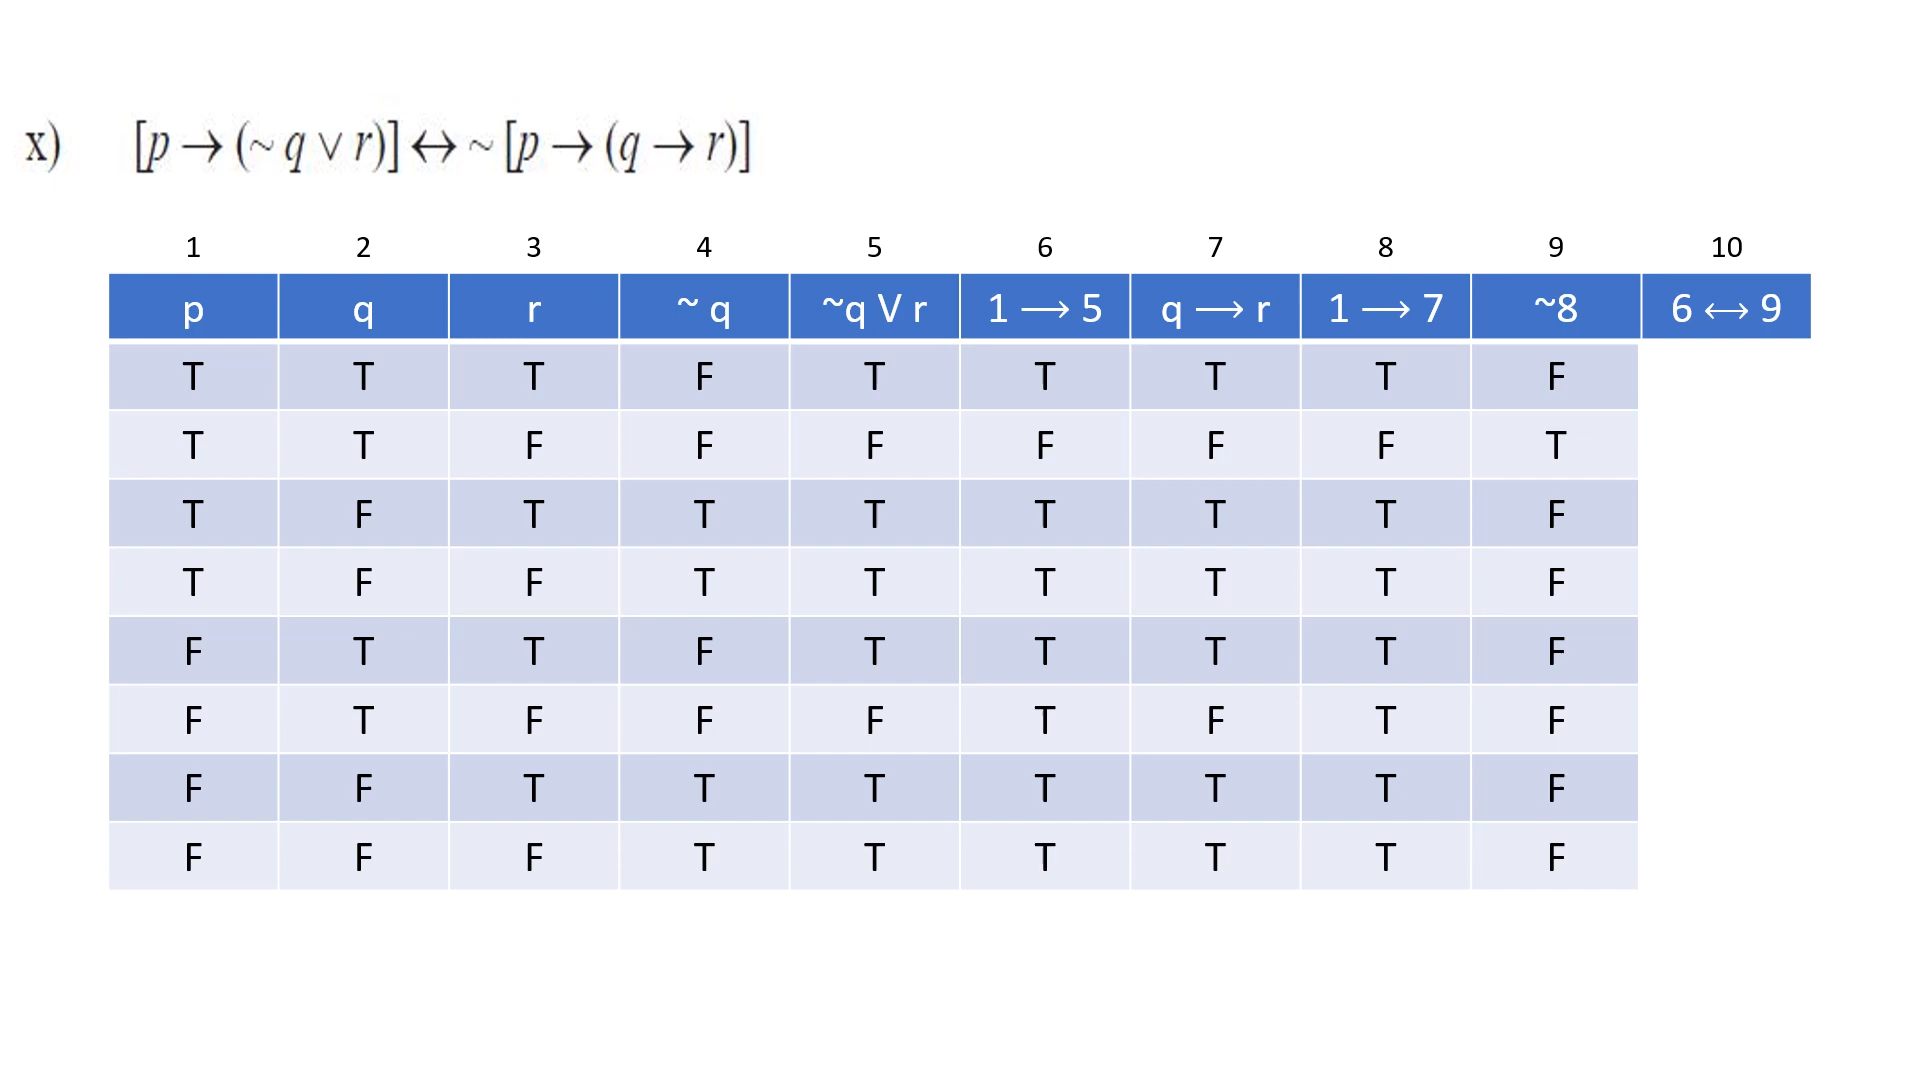 x) [p → (~ q ∨ r)] ↔ ~ [p → (q → r)]
1 2 3 4 5 6 7 8 9 10
p q r ~ q ~q V r 1 ⟶ 5 q ⟶ r 1 ⟶ 7 ~8 6 ⟷ 9
T T T F T T T T F
T T F F F F F F T
T F T T T T T T F
T F F T T T T T F
F T T F T T T T F
F T F F F T F T F
F F T T T T T T F
F F F T T T T T F